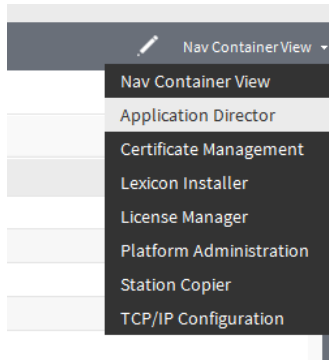 Nav Container View
Nav Container View
Application Director
Certificate Management
Lexicon Installer
License Manager
Platform Administration
Station Copier
TCP/IP Configuration